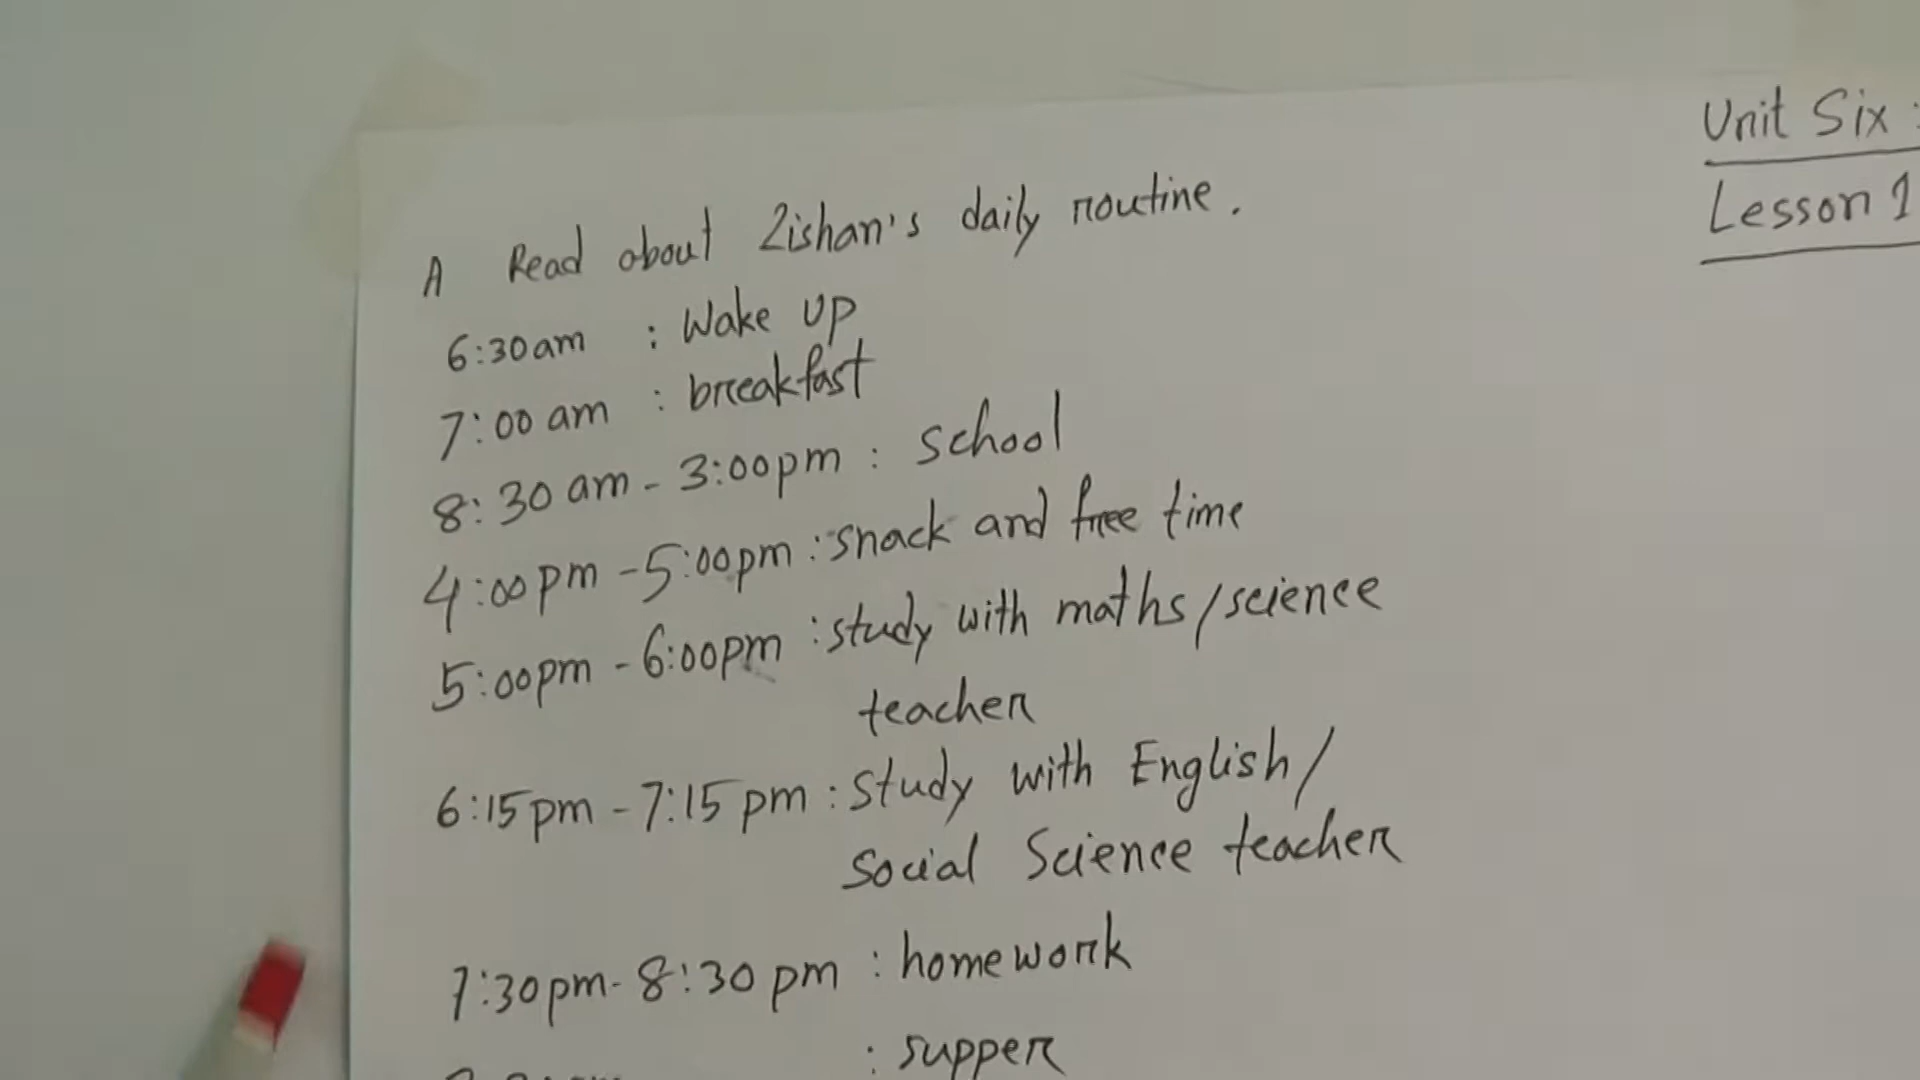 Unit Six :
Lesson 1
A Read about Zishan's daily routine.
6:30am : Wake up
7:00 am : breakfast
8:30 am - 3:00pm : school
4:00pm - 5:00pm : snack and free time
5:00pm - 6:00pm : study with maths/science
teacher
6:15pm - 7:15 pm : study with English/
Social Science teacher
7:30pm - 8:30 pm : homework
: supper